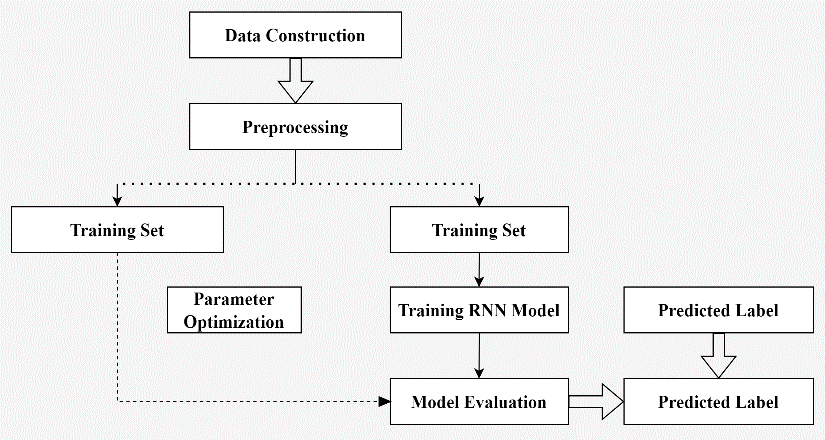 Data Construction
Preprocessing
Training Set
Training Set
Parameter
Optimization
Training RNN Model
Predicted Label
Model Evaluation
Predicted Label